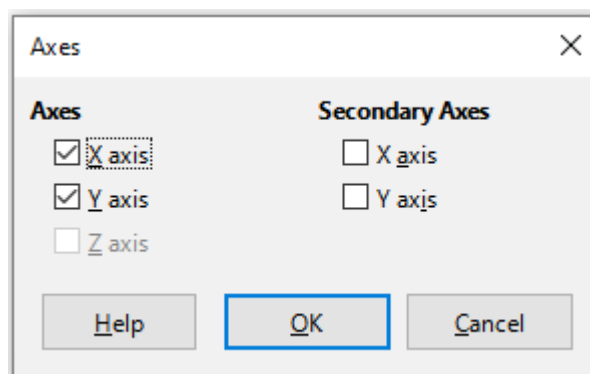 Axes
Axes Secondary Axes
X axis X axis
Y axis Y axis
Z axis
Help OK Cancel